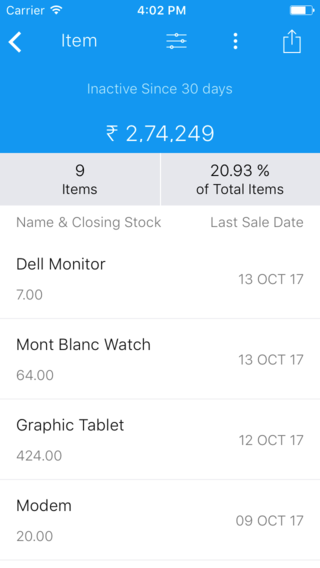 Carrier 4:02 PM
Item
Inactive Since 30 days
₹ 2,74,249
9 20.93 %
Items of Total Items
Name & Closing Stock Last Sale Date
Dell Monitor
7.00 13 OCT 17
Mont Blanc Watch
64.00 13 OCT 17
Graphic Tablet
424.00 12 OCT 17
Modem
20.00 09 OCT 17